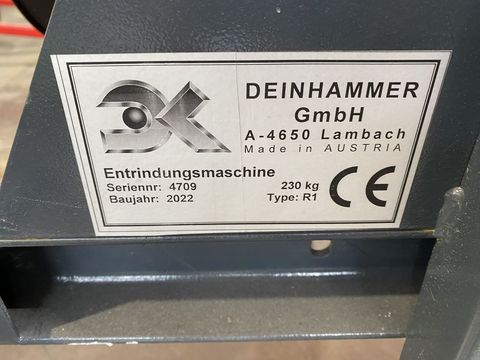 DEINHAMMER
GmbH
A-4650 Lambach
Made in AUSTRIA
Entrindungsmaschine
Seriennr: 4709 230 kg
Baujahr: 2022 Type: R1
CE